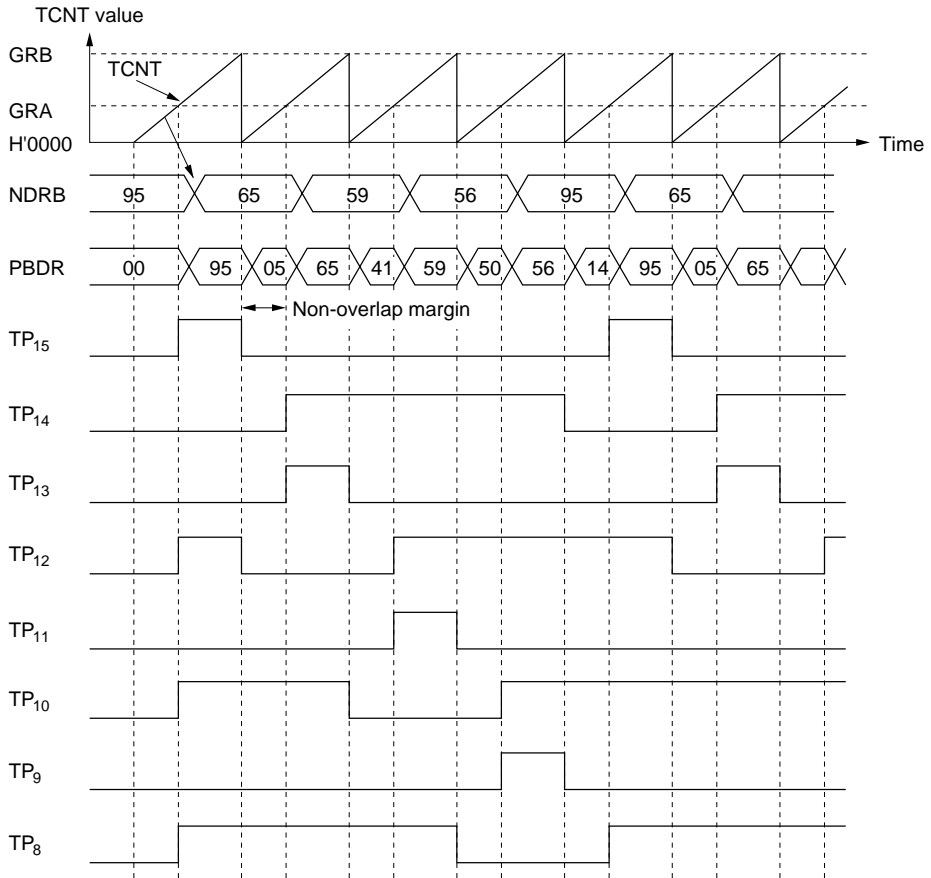 TCNT value
GRB
TCNT
GRA
H'0000
Time
NDRB 95 65 59 56 95 65
PBDR 00 95 05 65 41 59 50 56 14 95 05 65
Non-overlap margin
TP15
TP14
TP13
TP12
TP11
TP10
TP9
TP8